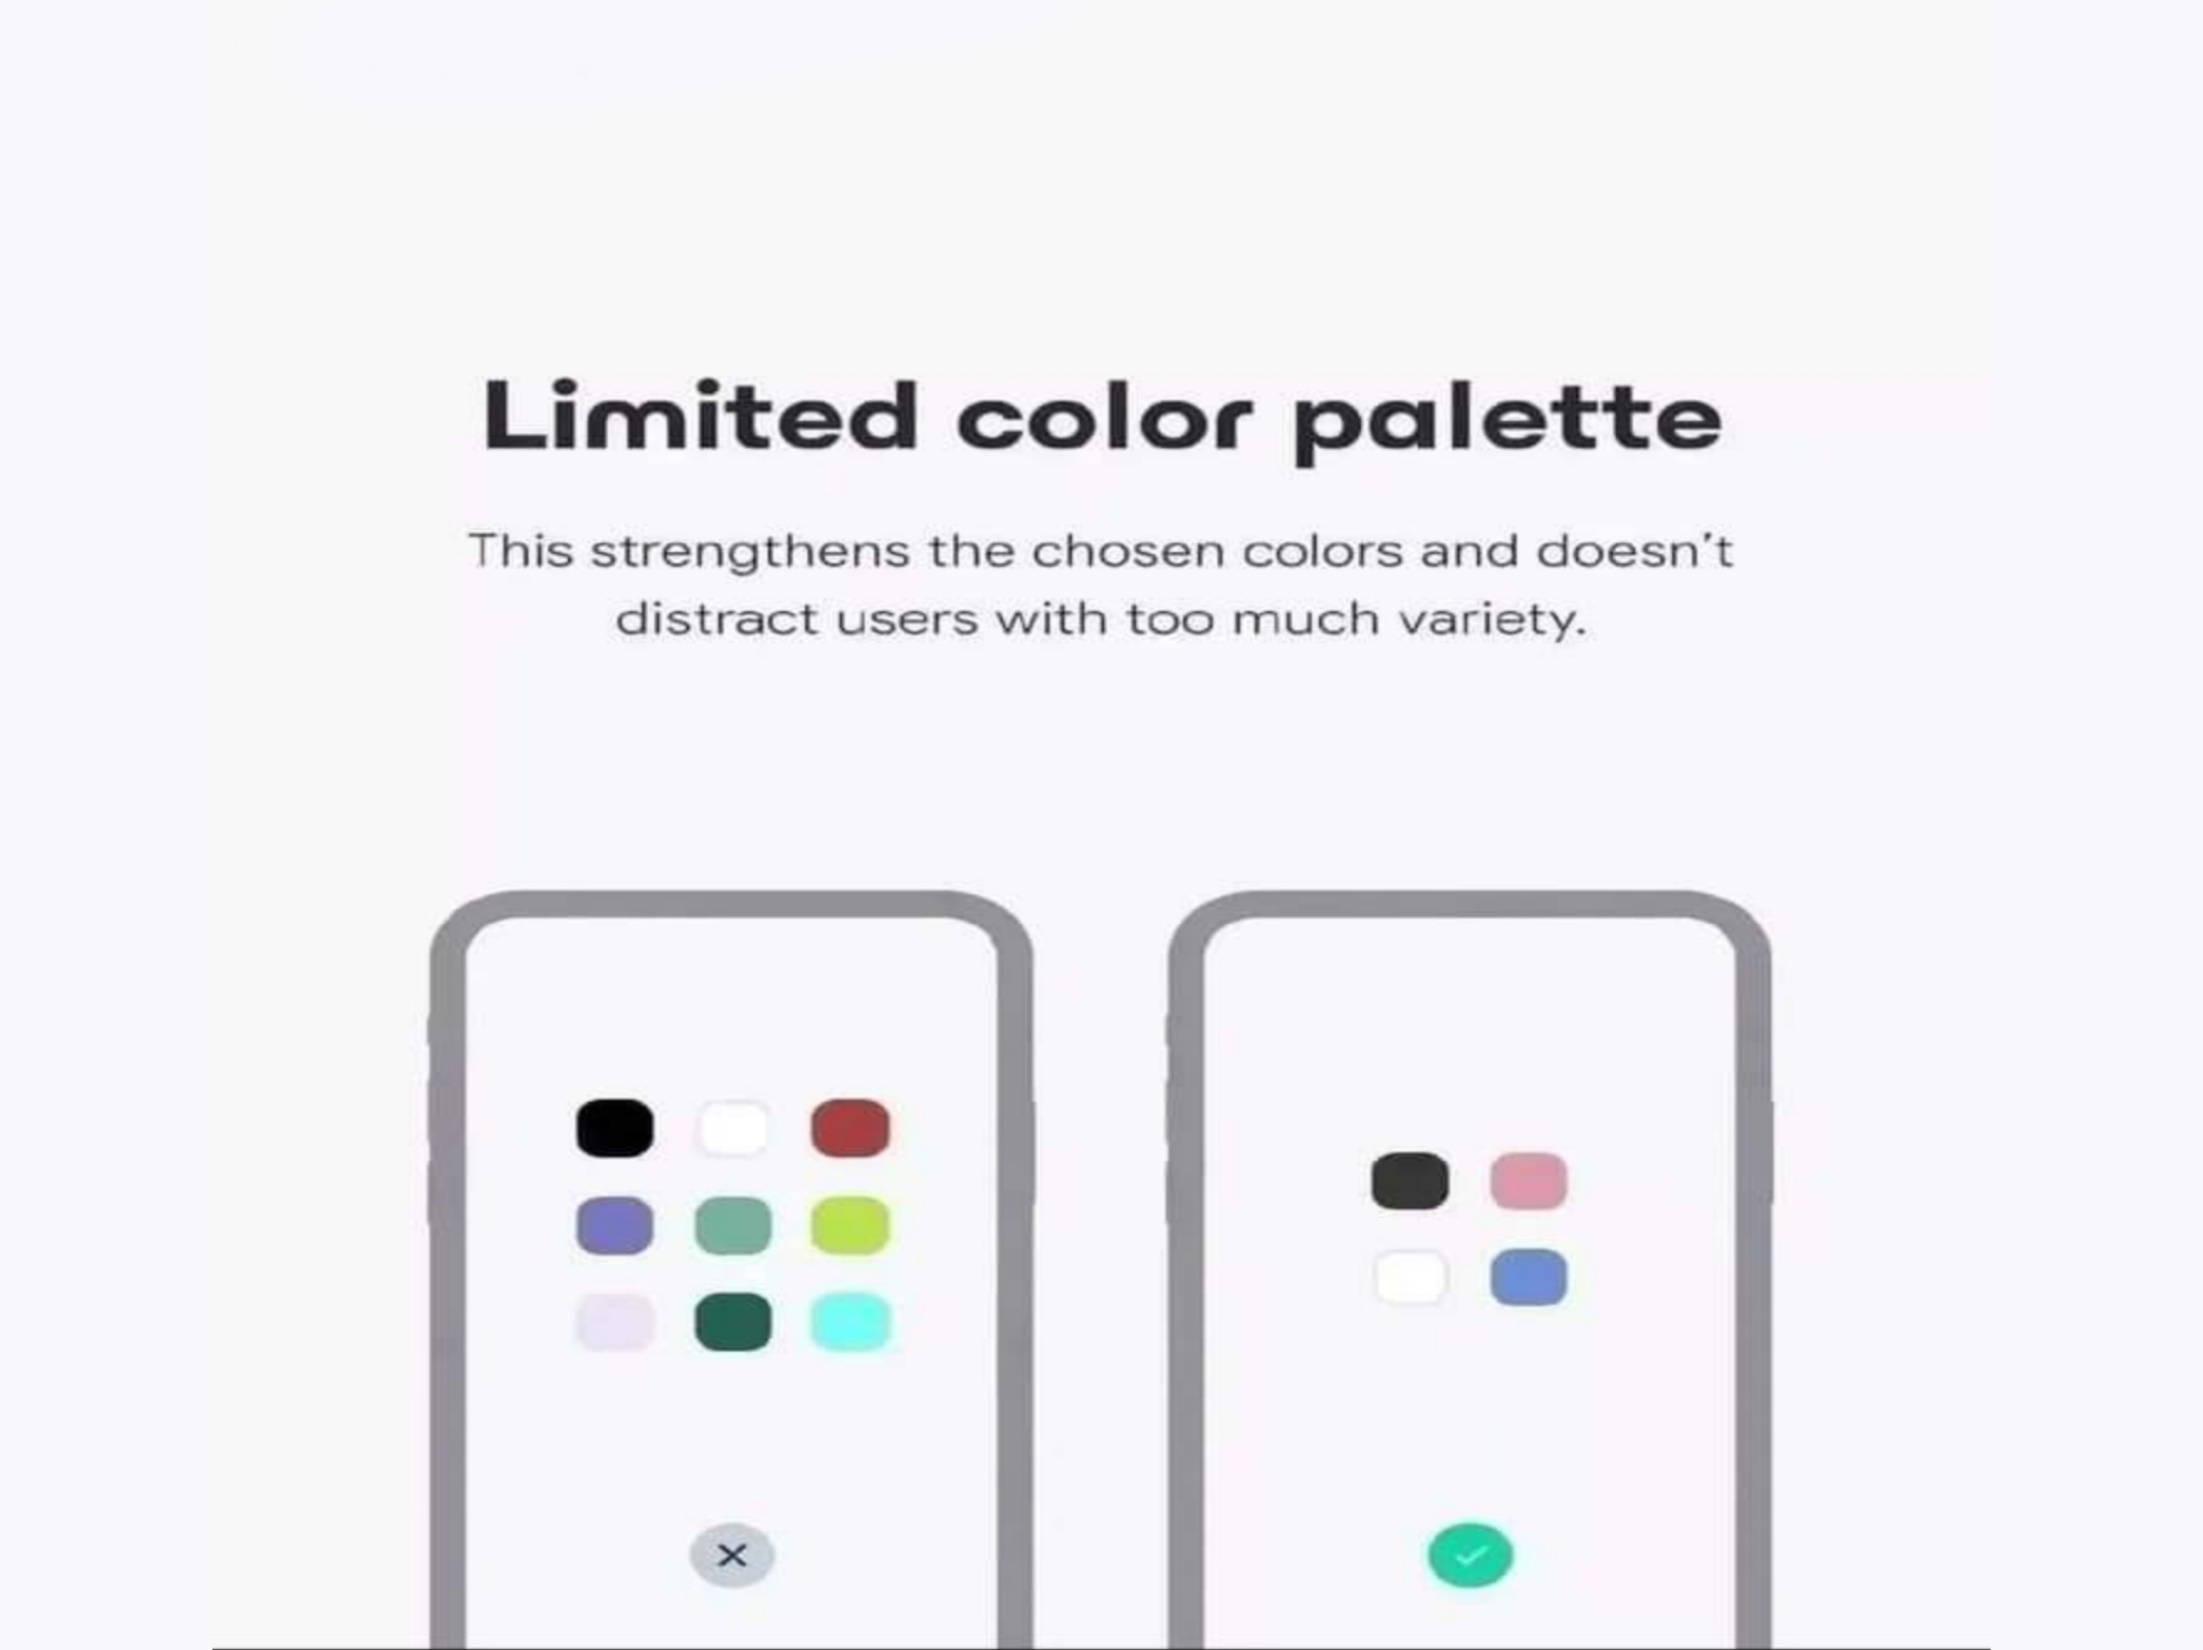 Limited color palette
This strengthens the chosen colors and doesn't
distract users with too much variety.